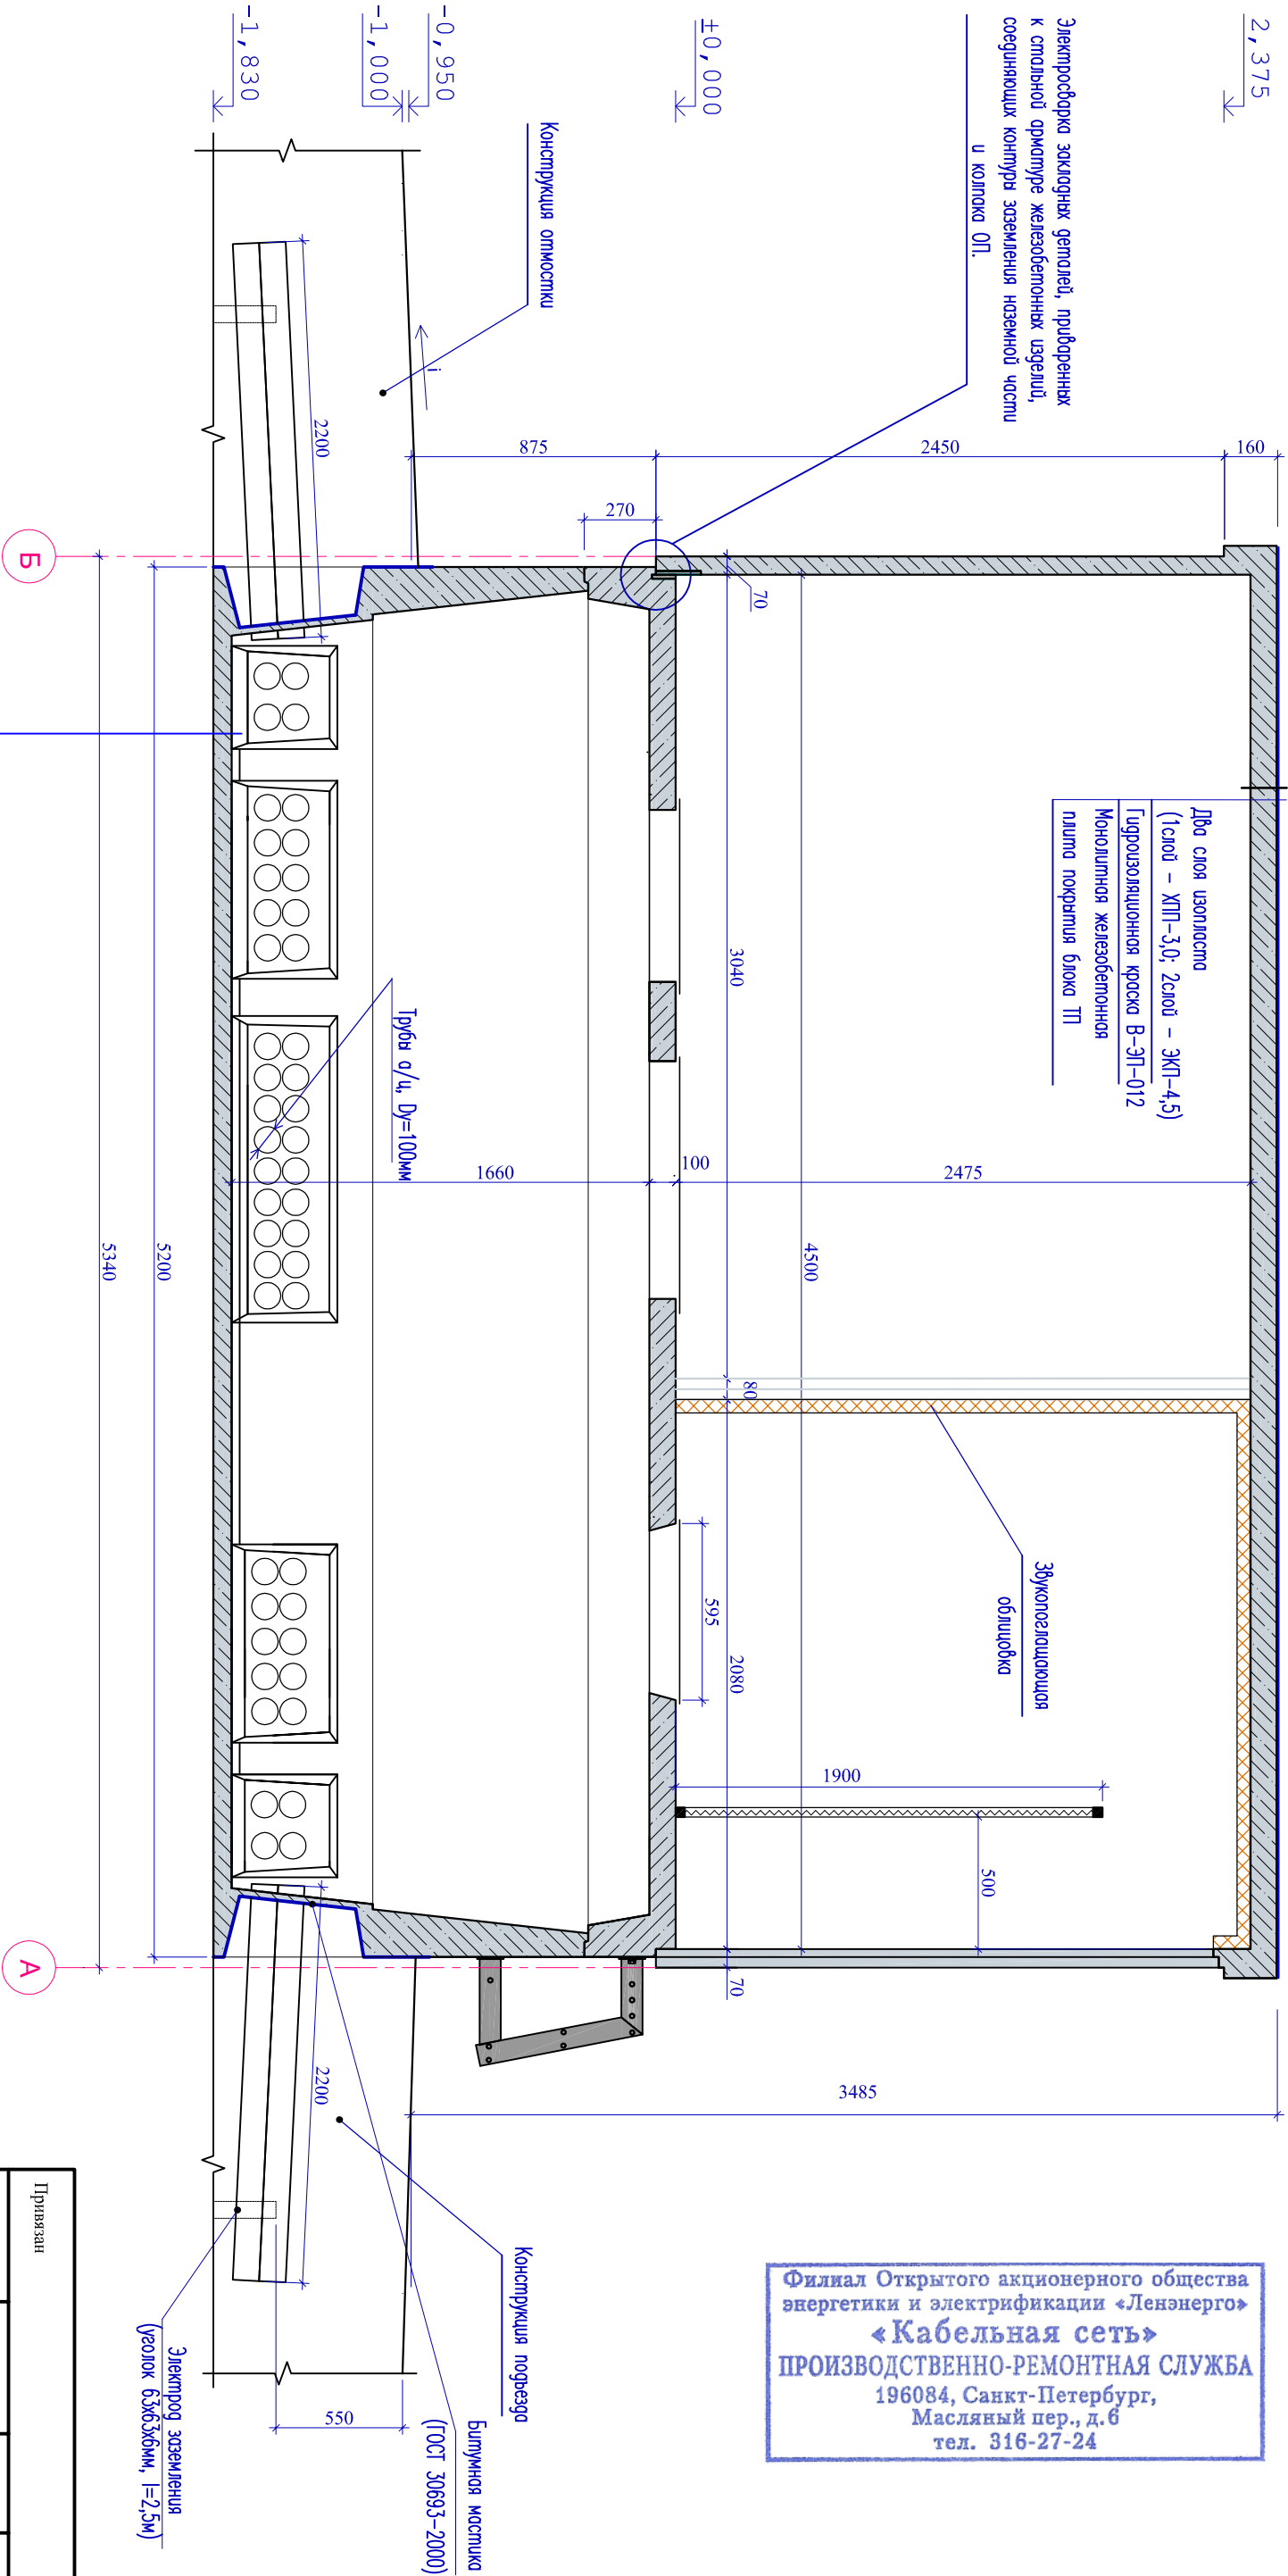 2,375
±0,000
-0,950
-1,000
-1,830
Электросварка закладных деталей, приваренных
к стальной арматуре железобетонных изделий,
соединяющих контуры заземления наземной части
и колпака ОП.
Конструкция отмостки
i
2200
875
2450
160
270
70
Два слоя изопласта
(1слой - ХПП-3,0; 2слой - ЭКП-4,5)
Гидроизоляционная краска В-ЭП-012
Монолитная железобетонная
плита покрытия блока ТП
3040
4500
2475
100
1660
Трубы а/ц, Dу=100мм
80
Звукопоглащающая
облицовка
595
2080
1900
500
70
5200
5340
Б
А
3485
2200
550
Конструкция подъезда
Битумная мастика
(ГОСТ 30693-2000)
Электрод заземления
(уголок 63х63х6мм, l=2,5м)
Привязан
Филиал Открытого акционерного общества
энергетики и электрификации «Ленэнерго»
«Кабельная сеть»
ПРОИЗВОДСТВЕННО-РЕМОНТНАЯ СЛУЖБА
196084, Санкт-Петербург,
Масляный пер., д.6
тел. 316-27-24